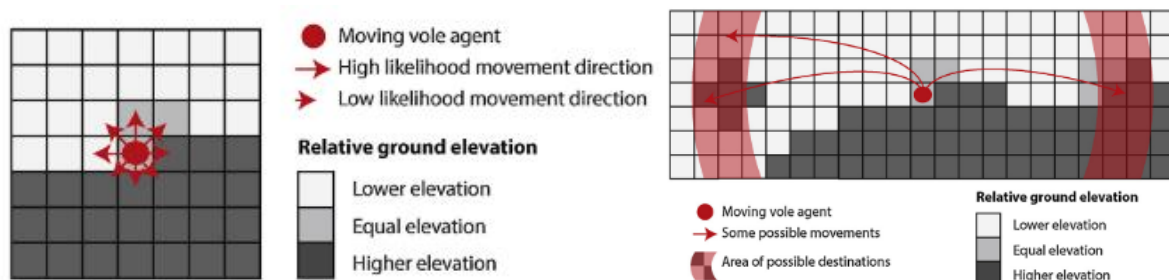 Moving vole agent
High likelihood movement direction
Low likelihood movement direction
Relative ground elevation
Lower elevation
Equal elevation
Higher elevation
Moving vole agent
Some possible movements
Area of possible destinations
Relative ground elevation
Lower elevation
Equal elevation
Higher elevation